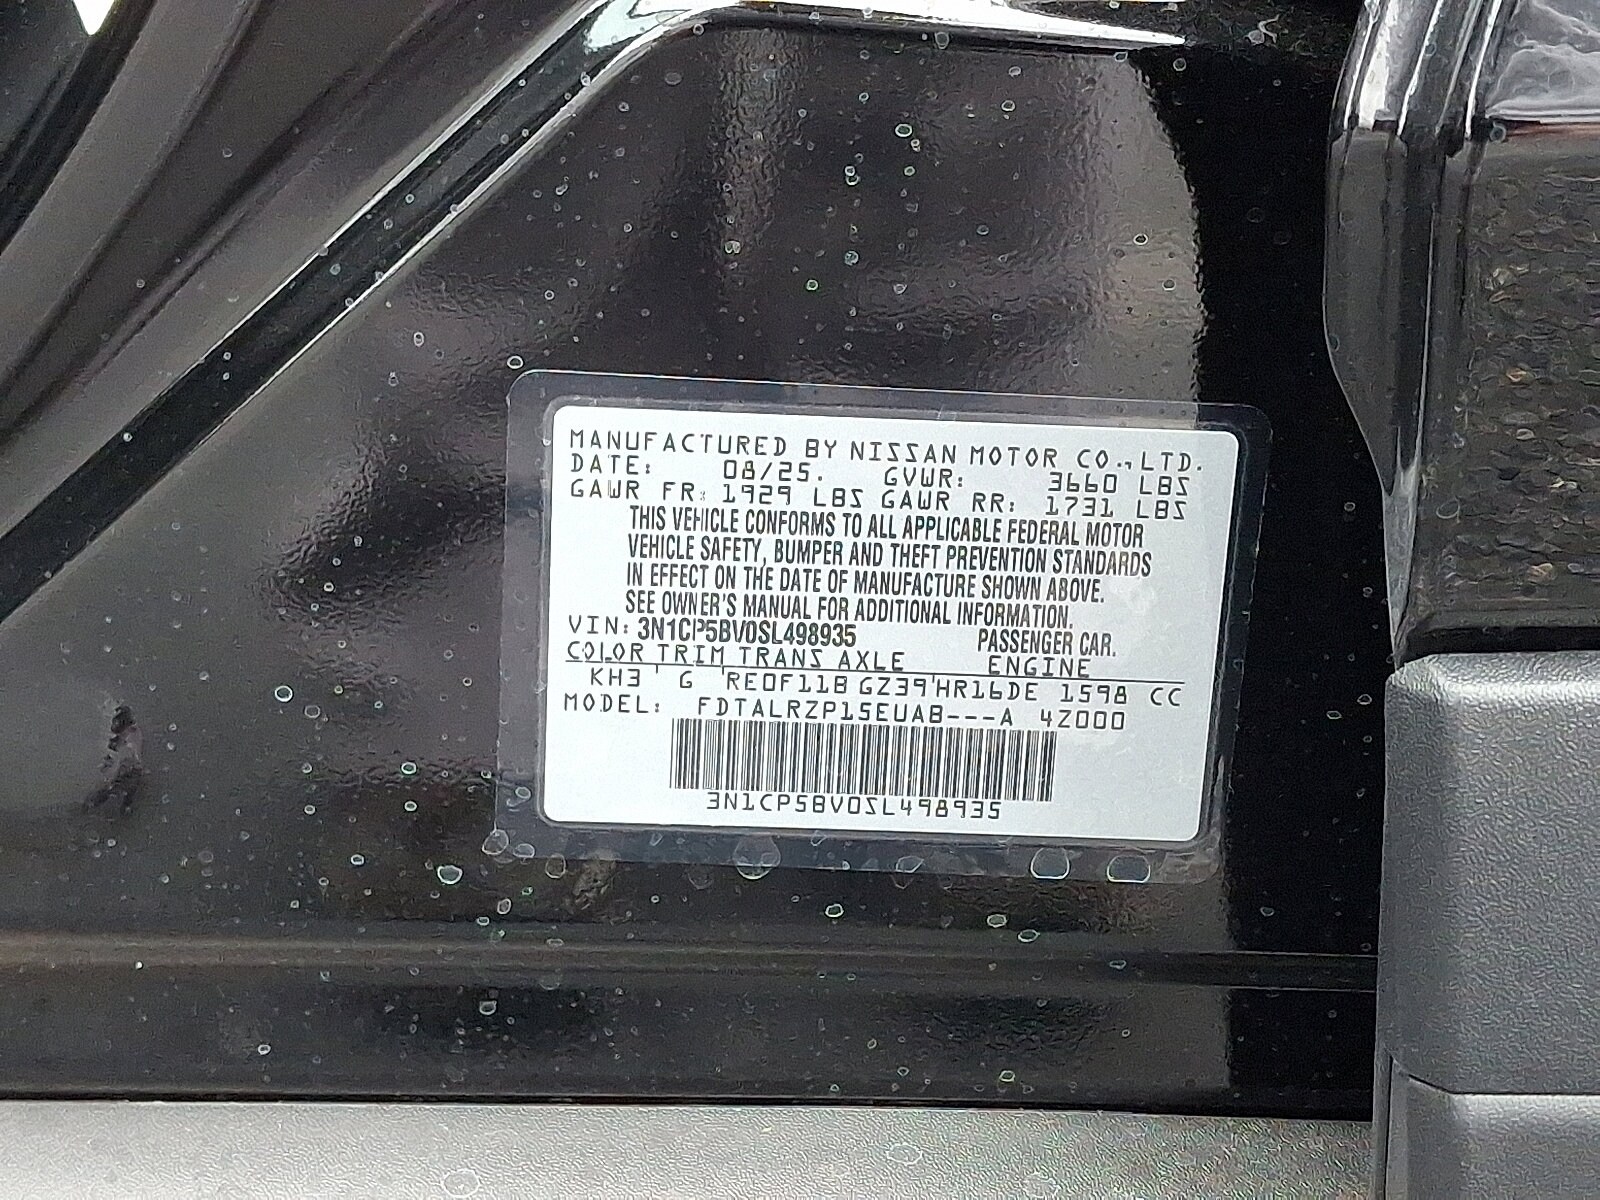 MANUFACTURED BY NISSAN MOTOR CO., LTD.
DATE: 08/25. GVWR: 3660 LBS
GAWR FR: 1929 LBS GAWR RR: 1731 LBS
THIS VEHICLE CONFORMS TO ALL APPLICABLE FEDERAL MOTOR
VEHICLE SAFETY, BUMPER AND THEFT PREVENTION STANDARDS
IN EFFECT ON THE DATE OF MANUFACTURE SHOWN ABOVE.
SEE OWNER'S MANUAL FOR ADDITIONAL INFORMATION.
VIN: 3N1CP5BV0SL498935 PASSENGER CAR.
COLOR TRIM TRANS AXLE ENGINE
KH3 G RE0F11B GZ39 HR16DE 1598 CC
MODEL: FDTALRZP15EUAB---A 4Z000
3N1CP5BV0SL498935